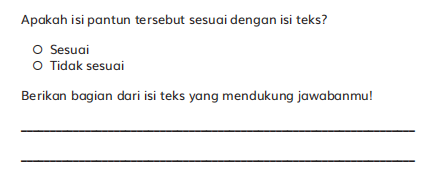 Apakah isi pantun tersebut sesuai dengan isi teks?
○ Sesuai
○ Tidak sesuai
Berikan bagian dari isi teks yang mendukung jawabanmu!